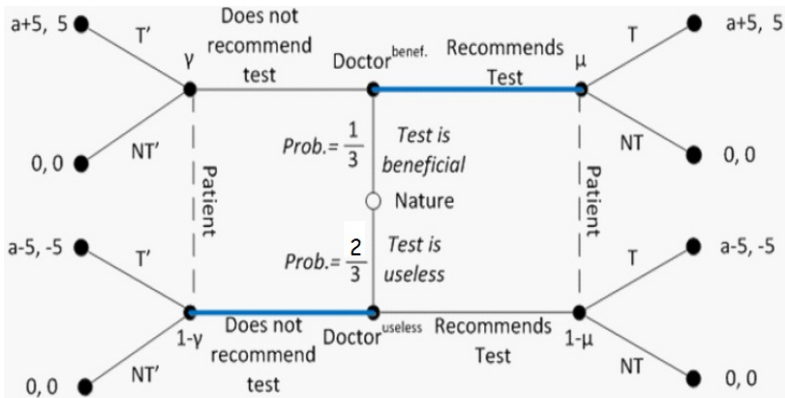 a+5, 5
T'
Does not
recommend
test
γ
Doctor benef.
Recommends
Test
μ
T
a+5, 5
0, 0
NT'
Prob.= 1/3
Test is
beneficial
NT
0, 0
Patient
Nature
Patient
a-5, -5
T'
Prob.= 2/3
Test is
useless
T
a-5, -5
1-γ
Does not
recommend
test
Doctor useless
Recommends
Test
1-μ
0, 0
NT'
NT
0, 0